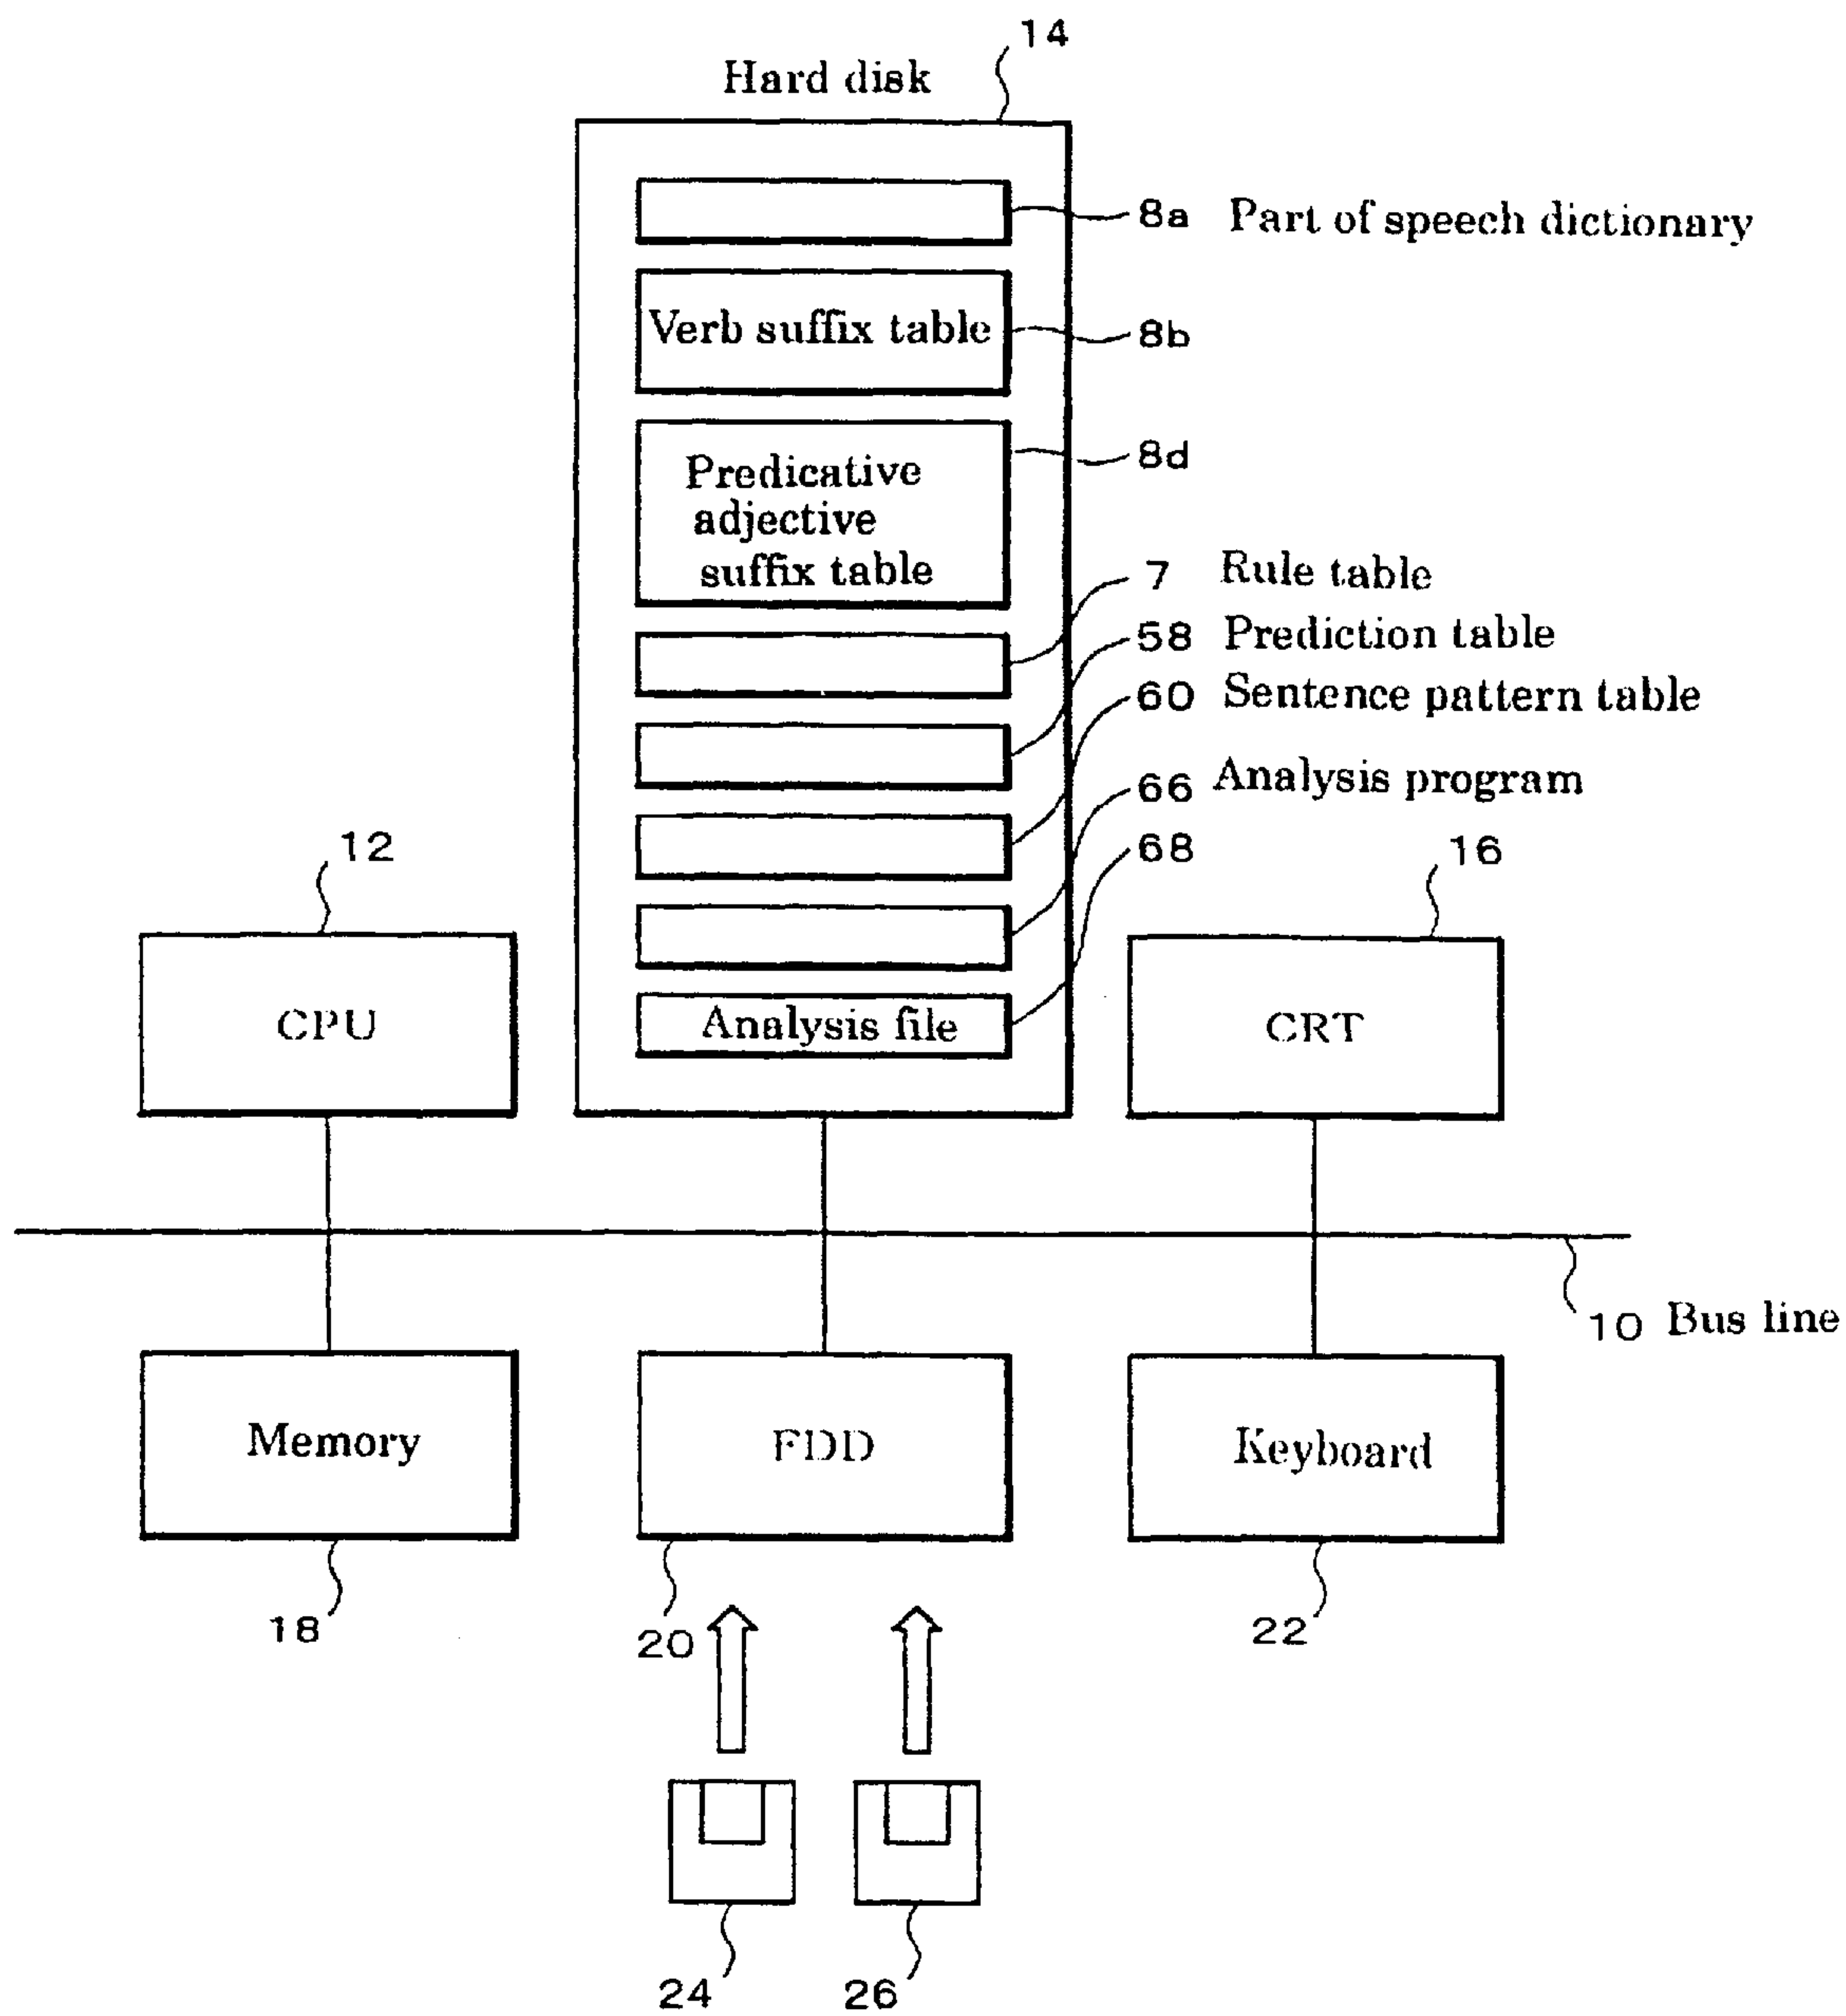 14
Hard disk
8a Part of speech dictionary
Verb suffix table
8b
8d
Predicative
adjective
suffix table
7 Rule table
58 Prediction table
60 Sentence pattern table
66 Analysis program
68
12
16
CPU
Analysis file
CRT
10 Bus line
Memory
FDD
Keyboard
18
20
22
24
26